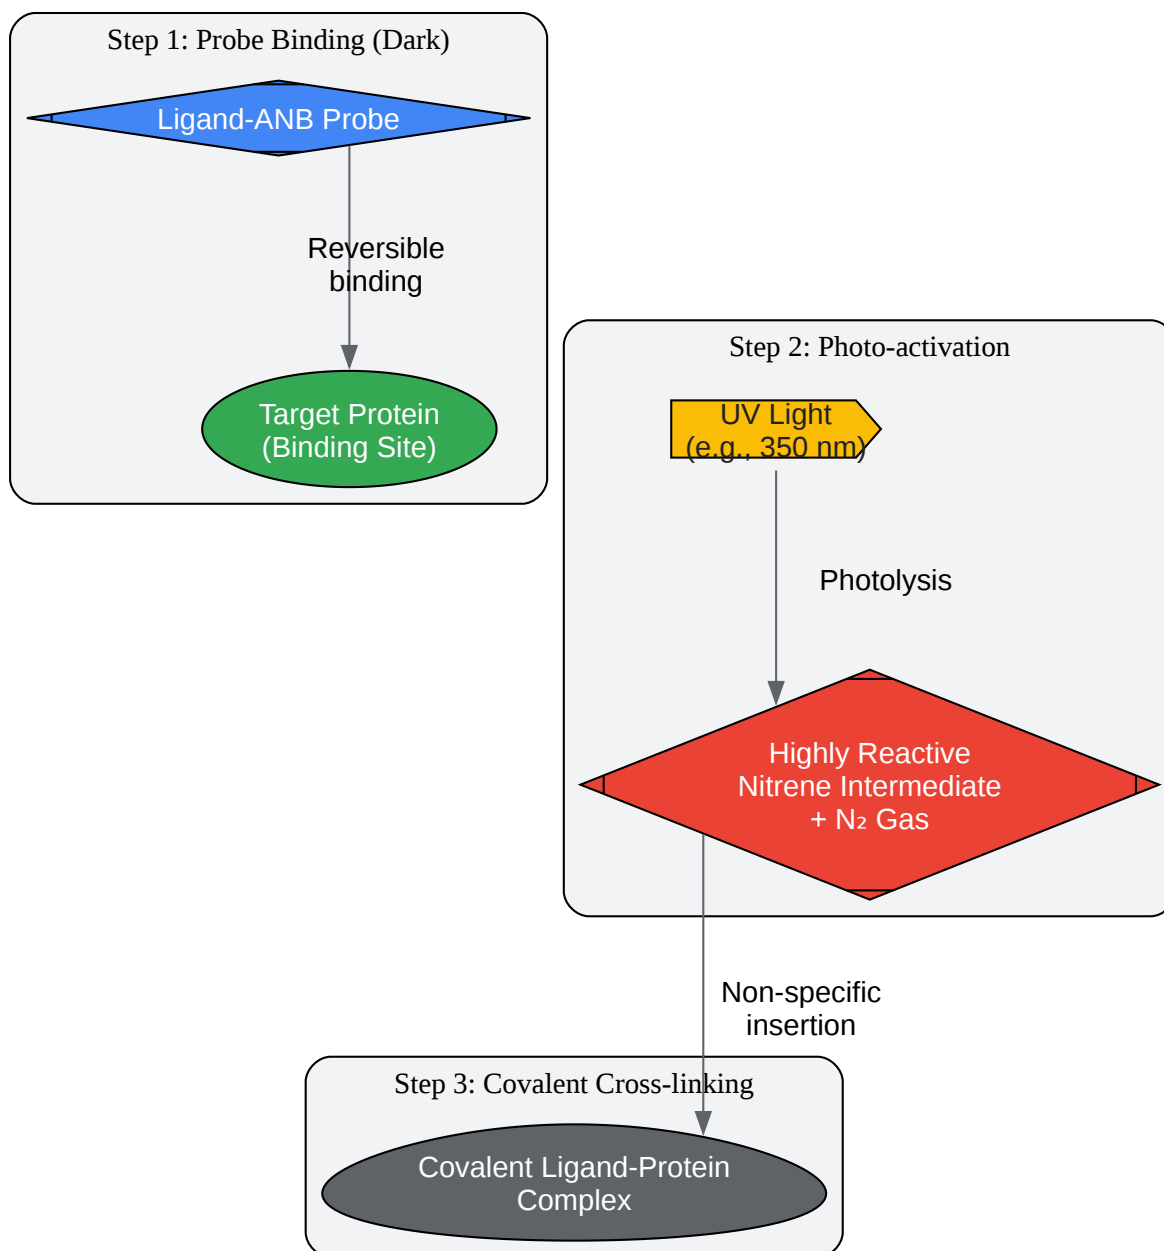 Step 1: Probe Binding (Dark)
Ligand-ANB Probe
Reversible
binding
Target Protein
(Binding Site)
Step 2: Photo-activation
UV Light
(e.g., 350 nm)
Photolysis
Highly Reactive
Nitrene Intermediate
+ N₂ Gas
Non-specific
insertion
Step 3: Covalent Cross-linking
Covalent Ligand-Protein
Complex